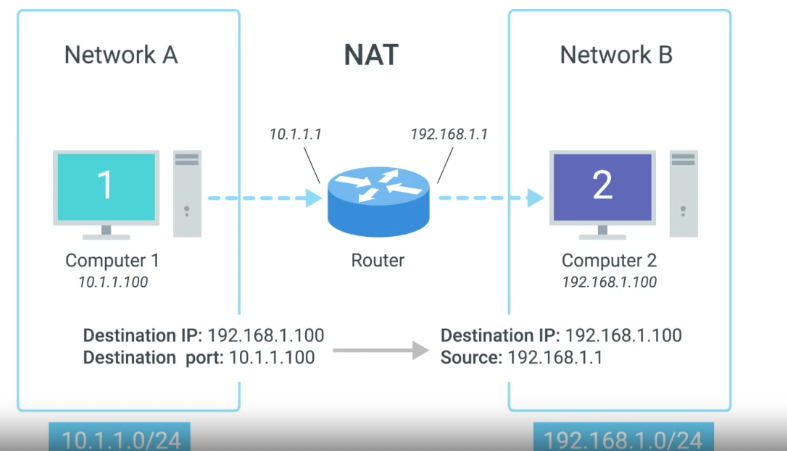 Network A
NAT
Network B
10.1.1.1
192.168.1.1
1
2
Computer 1
10.1.1.100
Router
Computer 2
192.168.1.100
Destination IP: 192.168.1.100
Destination port: 10.1.1.100
Destination IP: 192.168.1.100
Source: 192.168.1.1
10.1.1.0/24
192.168.1.0/24